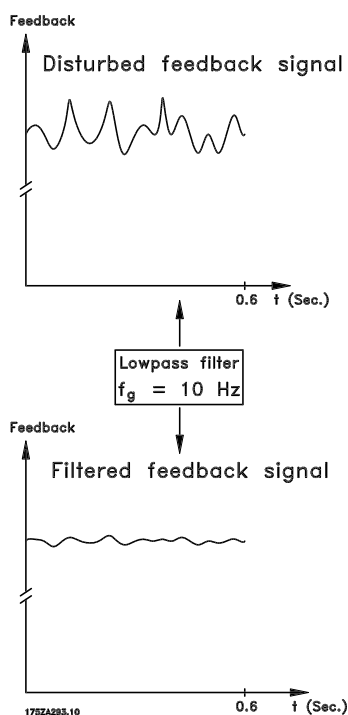 Feedback
Disturbed feedback signal
0.6 t (Sec.)
Lowpass filter
fg = 10 Hz
Feedback
Filtered feedback signal
0.6 t (Sec.)
175ZA293.10